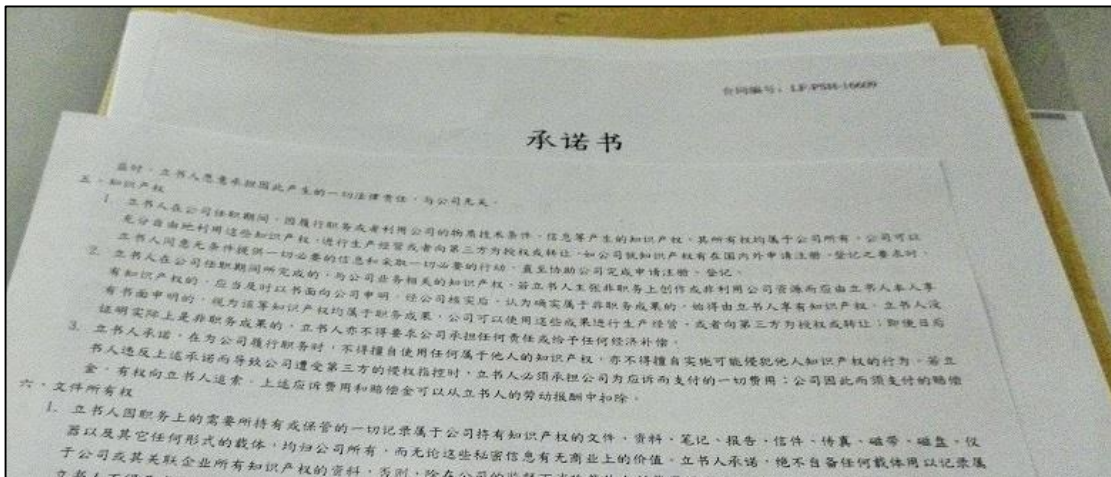 合同编号：LF-PSH-16609
承诺书
益时，立书人愿意承担因此产生的一切法律责任，与公司无关。
五、知识产权
1. 立书人在公司任职期间，因履行职务或者利用公司的物质技术条件、信息等产生的知识产权，其所有权均属于公司所有，公司可以
充分自由地利用这些知识产权，进行生产经营或者向第三方为授权或转让，如公司就知识产权有在国内外申请注册、登记之要求时，
立书人同意无条件提供一切必要的信息和采取一切必要的行动，直至协助公司完成申请注册、登记。
2. 立书人在公司任职期间所完成的，与公司业务相关的知识产权，若立书人主张非职务上创作或非利用公司资源而应由立书人本人享
有知识产权的，应当及时以书面向公司申明，经公司核实后，认为确实属于非职务成果的，始得由立书人享有知识产权，立书人没
有书面申明的，视为该等知识产权均属于职务成果，公司可以使用这些成果进行生产经营，或者向第三方为授权或转让；即使日后
证明实际上是非职务成果的，立书人亦不得要求公司承担任何责任或给予任何经济补偿。
3. 立书人承诺，在为公司履行职务时，不得擅自使用任何属于他人的知识产权，亦不得擅自实施可能侵犯他人知识产权的行为，若立
书人违反上述承诺而导致公司遭受第三方的侵权指控时，立书人必须承担公司为应诉而支付的一切费用；公司因此而须支付的赔偿
金，有权向立书人追索，上述应诉费用和赔偿金可以从立书人的劳动报酬中扣除。
六、文件所有权
1. 立书人因职务上的需要所持有或保管的一切记录属于公司持有知识产权的文件、资料、笔记、报告、信件、传真、磁带、磁盘、仪
器以及其它任何形式的载体，均归公司所有，而无论这些秘密信息有无商业上的价值。立书人承诺，绝不自备任何载体用以记录属
于公司或其关联企业所有知识产权的资料，否则，除在公司的监督下